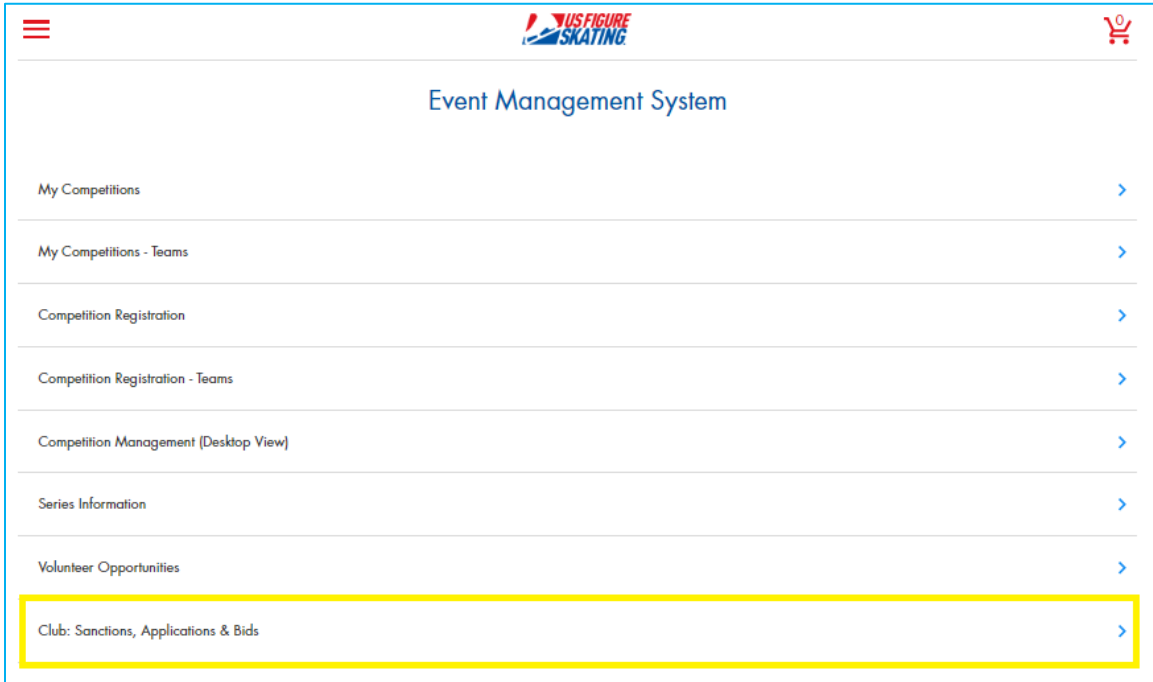 US FIGURE
SKATING
0
Event Management System
My Competitions
My Competitions - Teams
Competition Registration
Competition Registration - Teams
Competition Management (Desktop View)
Series Information
Volunteer Opportunities
Club: Sanctions, Applications & Bids